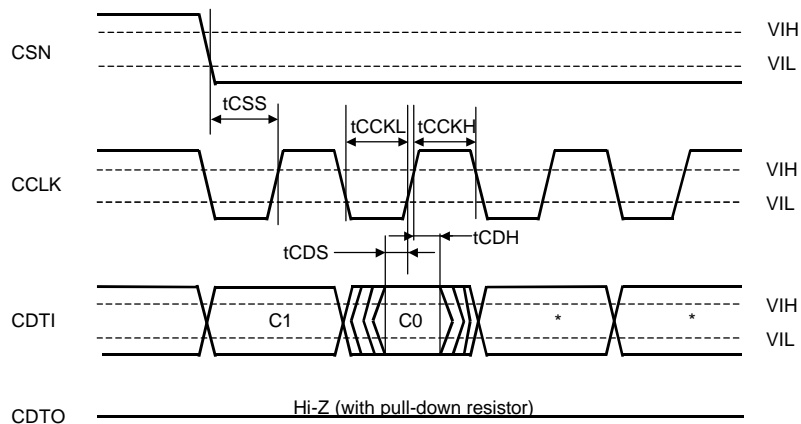 CSN
VIH
VIL
tCSS
tCCKL
tCCKH
CCLK
VIH
VIL
tCDS
tCDH
CDTI
C1
C0
*
*
VIH
VIL
CDTO
Hi-Z (with pull-down resistor)